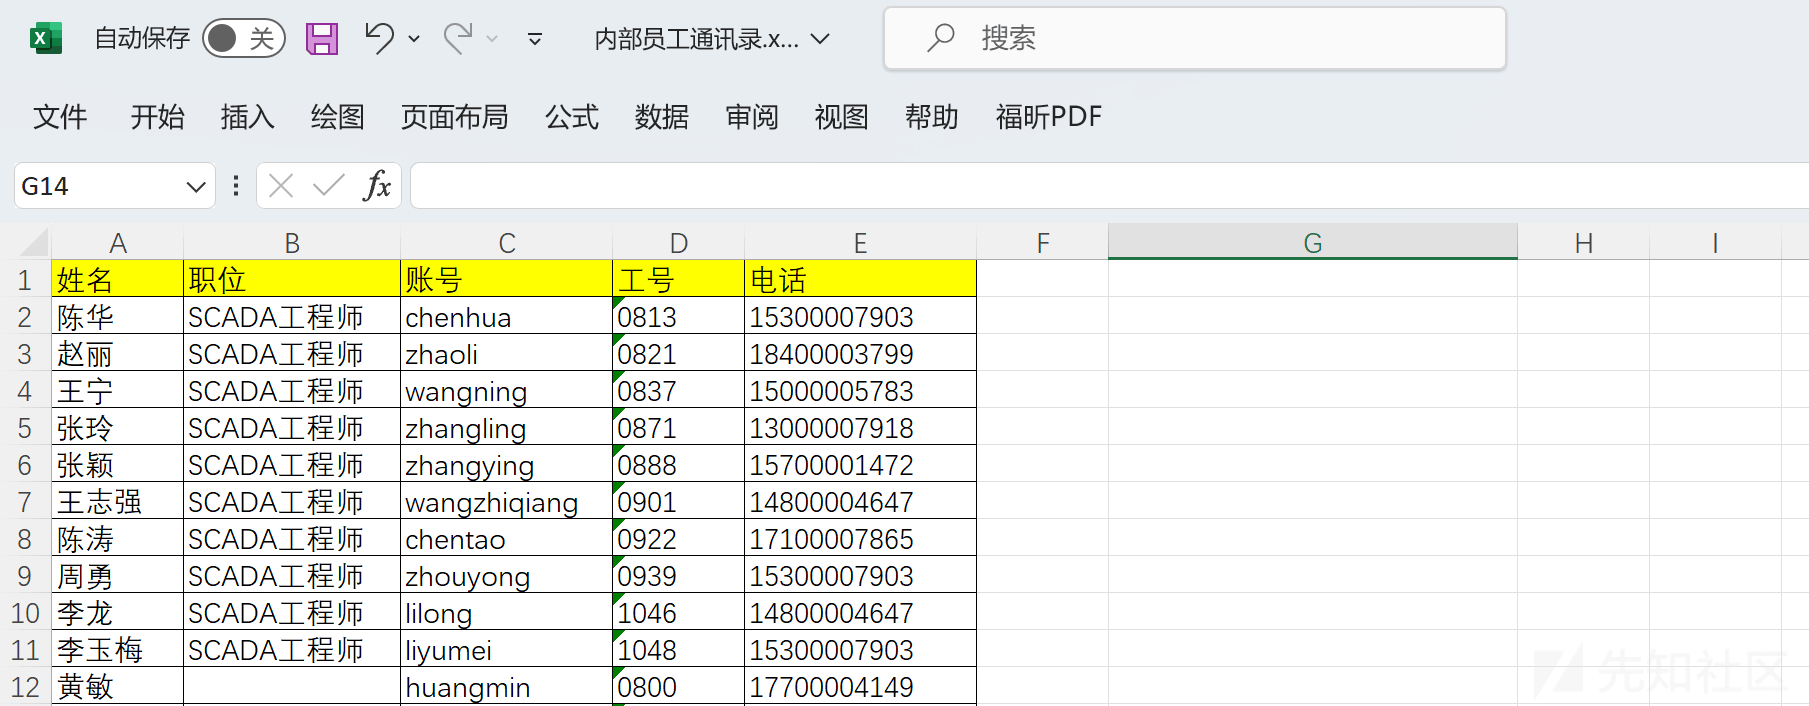 自动保存 关 内部员工通讯录.x... 搜索
文件 开始 插入 绘图 页面布局 公式 数据 审阅 视图 帮助 福昕PDF
G14 fx
A B C D E F G H I
1 姓名 职位 账号 工号 电话
2 陈华 SCADA工程师 chenhua 0813 15300007903
3 赵丽 SCADA工程师 zhaoli 0821 18400003799
4 王宁 SCADA工程师 wangning 0837 15000005783
5 张玲 SCADA工程师 zhangling 0871 13000007918
6 张颖 SCADA工程师 zhangying 0888 15700001472
7 王志强 SCADA工程师 wangzhiqiang 0901 14800004647
8 陈涛 SCADA工程师 chentao 0922 17100007865
9 周勇 SCADA工程师 zhouyong 0939 15300007903
10 李龙 SCADA工程师 lilong 1046 14800004647
11 李玉梅 SCADA工程师 liyumei 1048 15300007903
12 黄敏 huangmin 0800 17700004149
先知社区